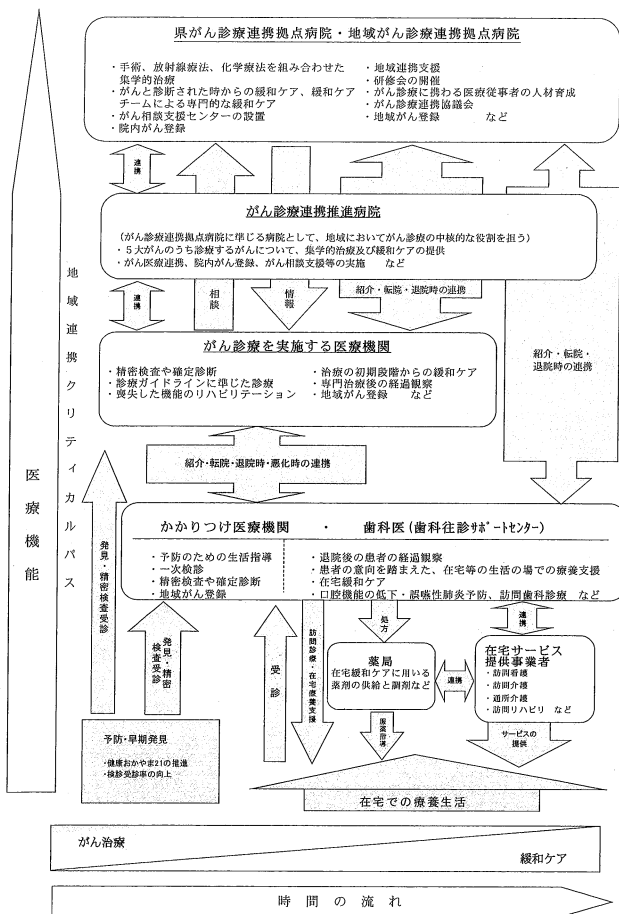 県がん診療連携拠点病院・地域がん診療連携拠点病院
・手術、放射線療法、化学療法を組み合わせた
集学的治療
・がんと診断された時からの緩和ケア、緩和ケア
チームによる専門的な緩和ケア
・がん相談支援センターの設置
・院内がん登録
・地域連携支援
・研修会の開催
・がん診療に携わる医療従事者の人材育成
・がん診療連携協議会
・地域がん登録 など
連携
がん診療連携推進病院
(がん診療連携拠点病院に準じる病院として、地域においてがん診療の中核的な役割を担う)
・5大がんのうち診療するがんについて、集学的治療及び緩和ケアの提供
・がん医療連携、院内がん登録、がん相談支援等の実施 など
連携
相談
情報
紹介・転院・退院時の連携
紹介・転院・
退院時の連携
がん診療を実施する医療機関
・精密検査や確定診断
・診療ガイドラインに準じた診療
・喪失した機能のリハビリテーション
・治療の初期段階からの緩和ケア
・専門治療後の経過観察
・地域がん登録 など
紹介・転院・退院時・悪化時の連携
医療機能
地域連携クリティカルパス
発見・精密
検査受診
かかりつけ医療機関 ・ 歯科医(歯科往診ｻﾎﾟｰﾄセンター)
・予防のための生活指導
・一次検診
・精密検査や確定診断
・地域がん登録
・退院後の患者の経過観察
・患者の意向を踏まえた、在宅等の生活の場での療養支援
・在宅緩和ケア
・口腔機能の低下・誤嚥性肺炎予防、訪問歯科診療 など
発見・精密
検査受診
受診
訪問診療・在宅療養支援
処方
連携
薬局
在宅緩和ケアに用いる
薬剤の供給と調剤など
連携
在宅サービス
提供事業者
・訪問看護
・訪問介護
・通所介護
・訪問リハビリ など
服薬指導
サービスの
提供
予防・早期発見
・健康おかやま21の推進
・検診受診率の向上
在宅での療養生活
がん治療
緩和ケア
時間の流れ